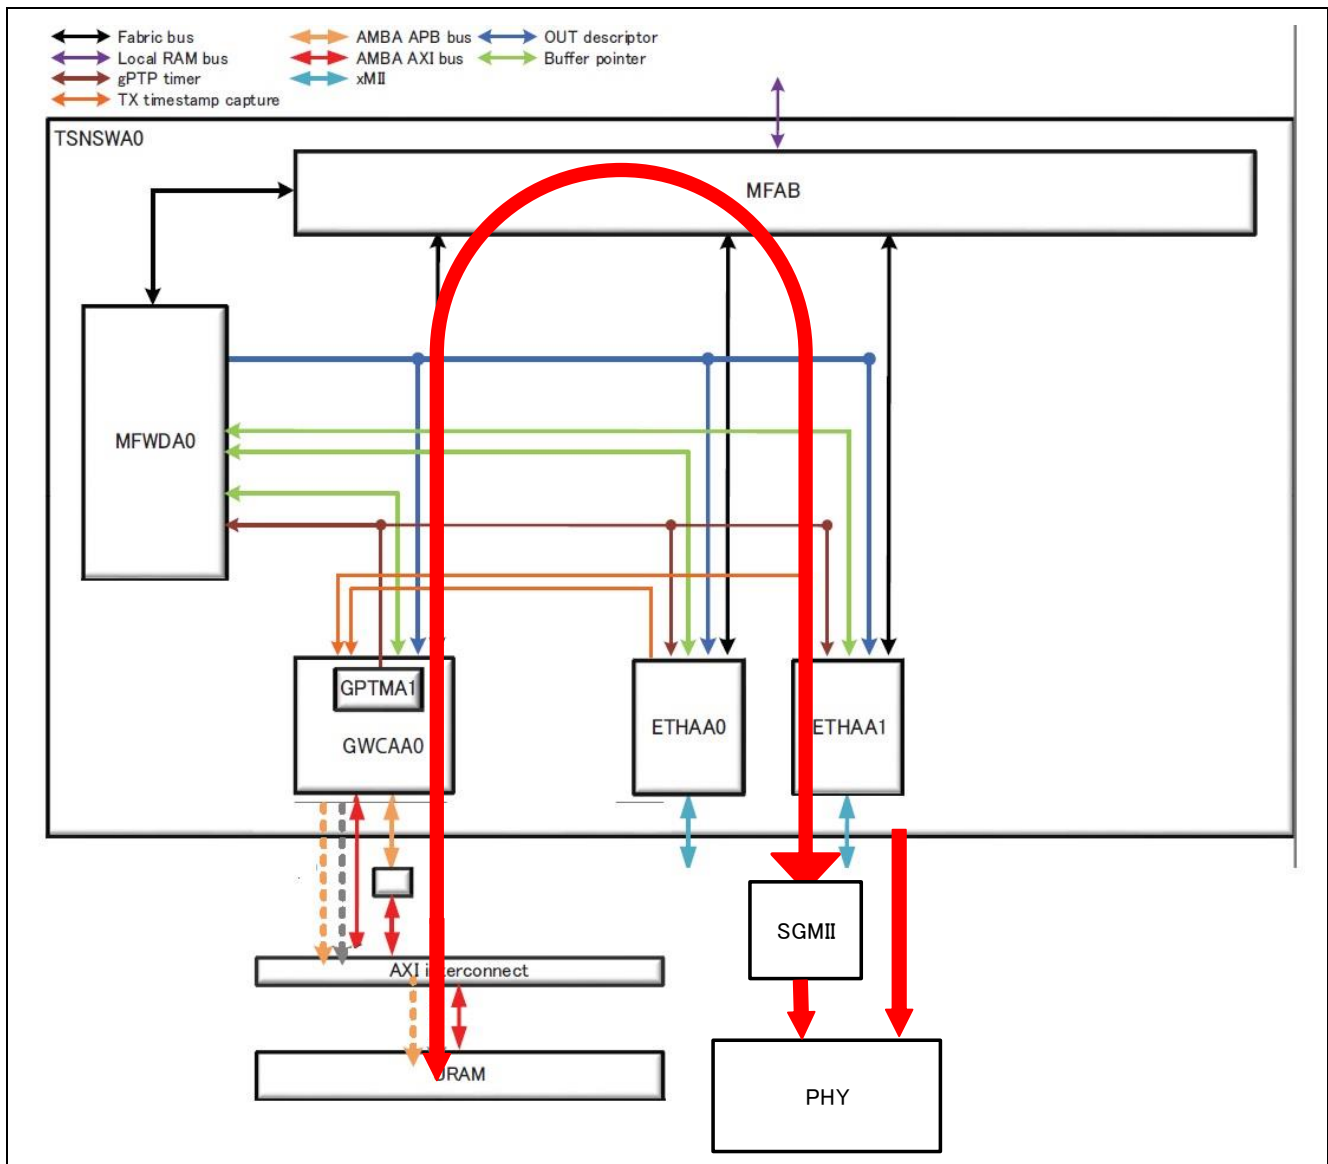 Fabric bus
AMBA APB bus
OUT descriptor
Local RAM bus
AMBA AXI bus
Buffer pointer
gPTP timer
xMII
TX timestamp capture
TSNSWA0
MFAB
MFWDA0
GPTMA1
GWCAA0
ETHAA0
ETHAA1
SGMII
AXI interconnect
URAM
PHY